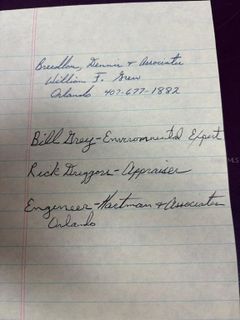 Breedlove, Dennis & Associates
William F. Grey
Orlando 407-677-1882
Bill Grey - Environmental Expert
Rick Driggers - Appraiser
Engineer - Hartman & Associates
Orlando